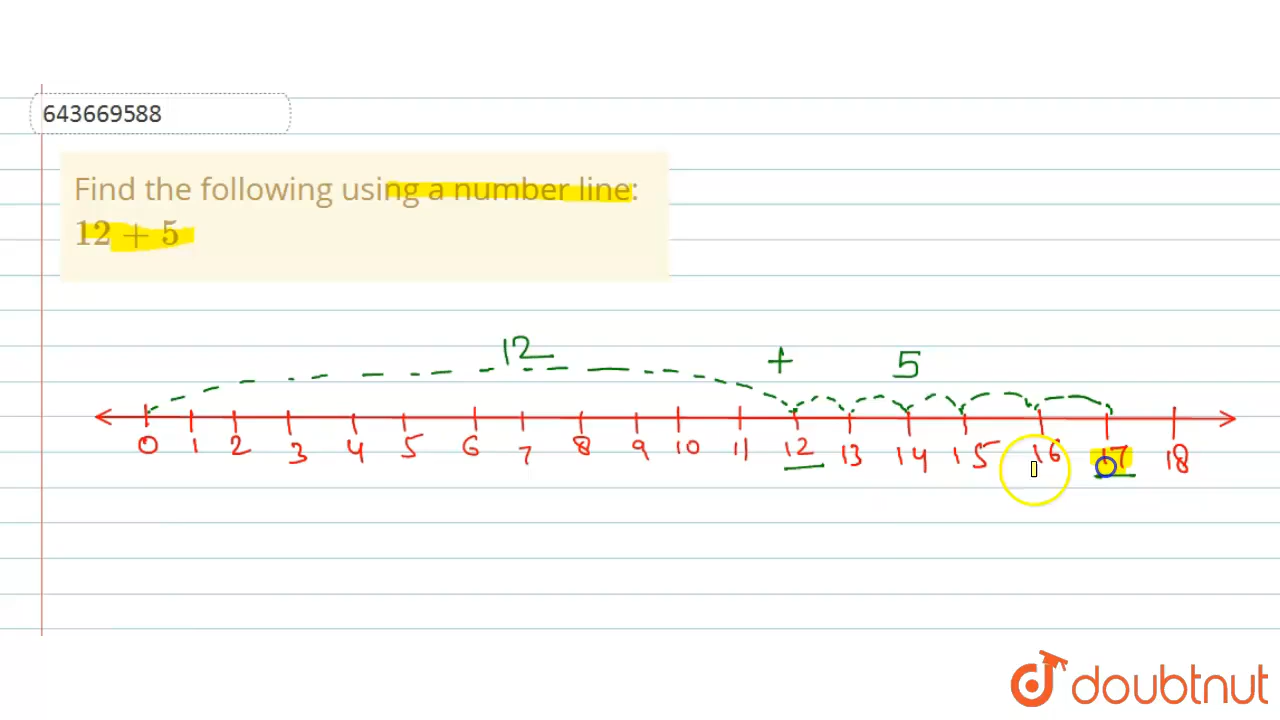 643669588
Find the following using a number line:
12 + 5
12 + 5
0 1 2 3 4 5 6 7 8 9 10 11 12 13 14 15 16 17 18
doubtnut